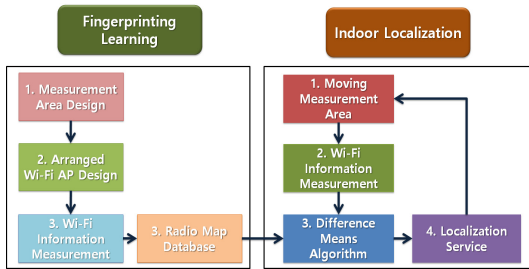 Fingerprinting
Learning
Indoor Localization
1. Measurement
Area Design
2. Arranged
Wi-Fi AP Design
3. Wi-Fi
Information
Measurement
3. Radio Map
Database
1. Moving
Measurement
Area
2. Wi-Fi
Information
Measurement
3. Difference
Means
Algorithm
4. Localization
Service